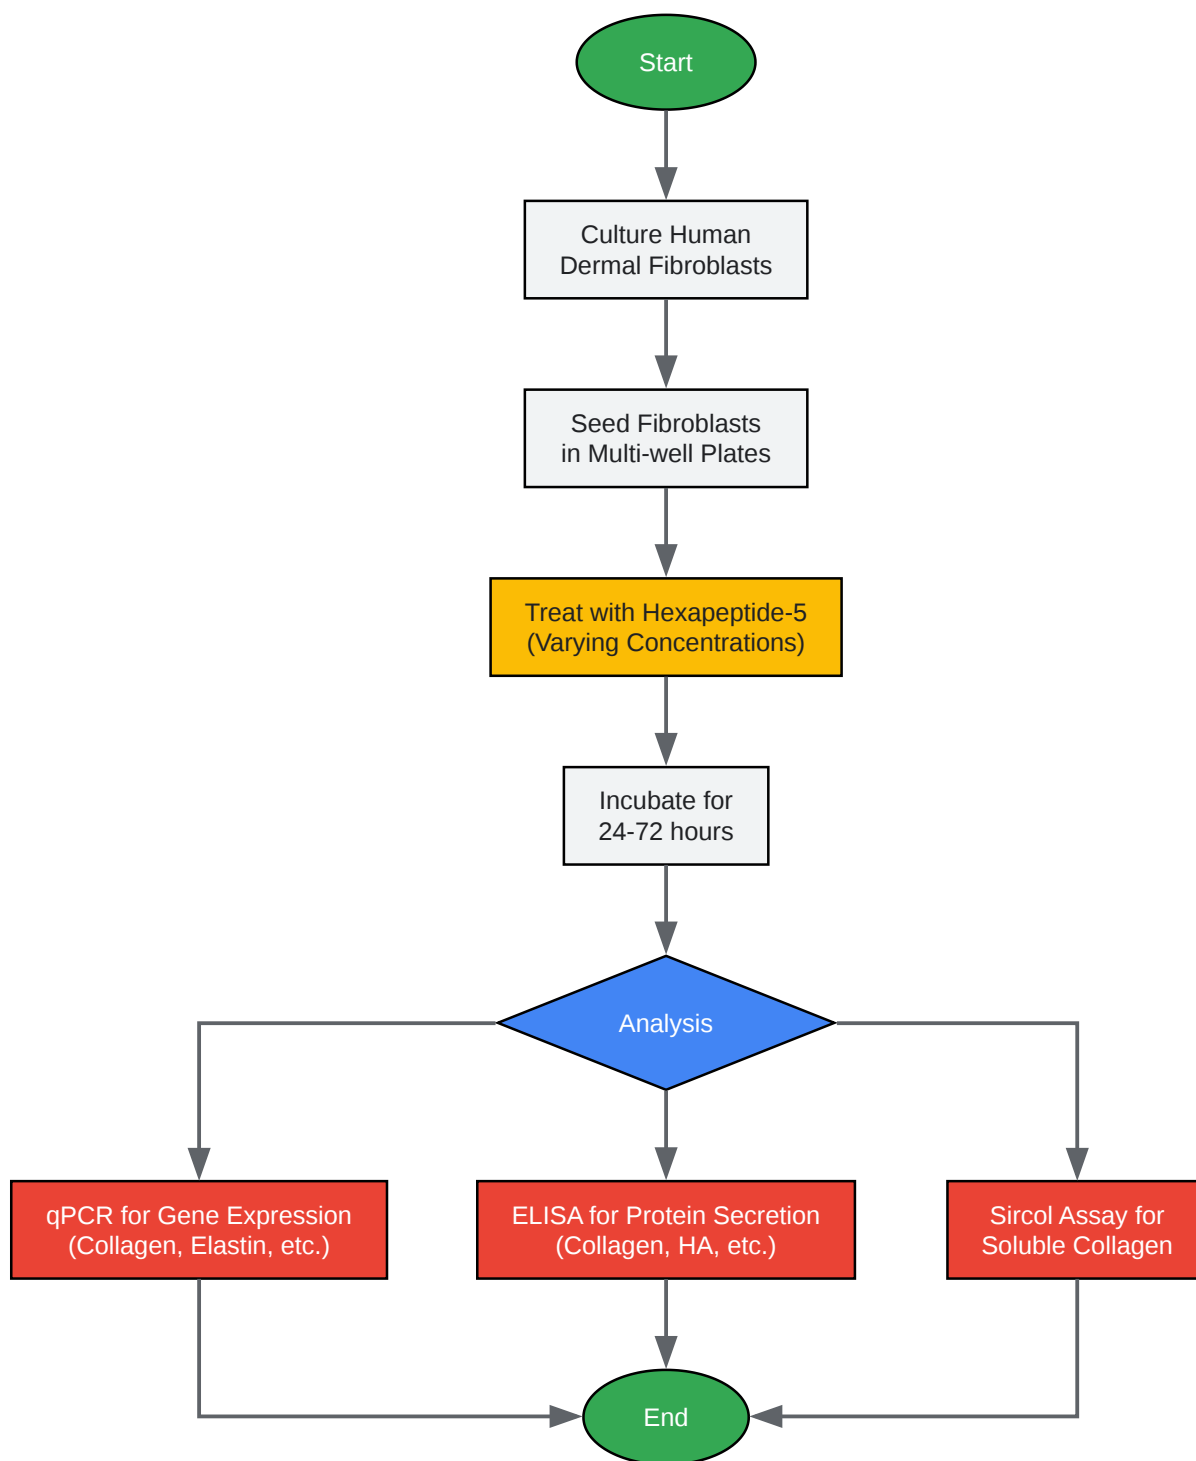 Start
Culture Human
Dermal Fibroblasts
Seed Fibroblasts
in Multi-well Plates
Treat with Hexapeptide-5
(Varying Concentrations)
Incubate for
24-72 hours
Analysis
qPCR for Gene Expression
(Collagen, Elastin, etc.)
ELISA for Protein Secretion
(Collagen, HA, etc.)
Sircol Assay for
Soluble Collagen
End